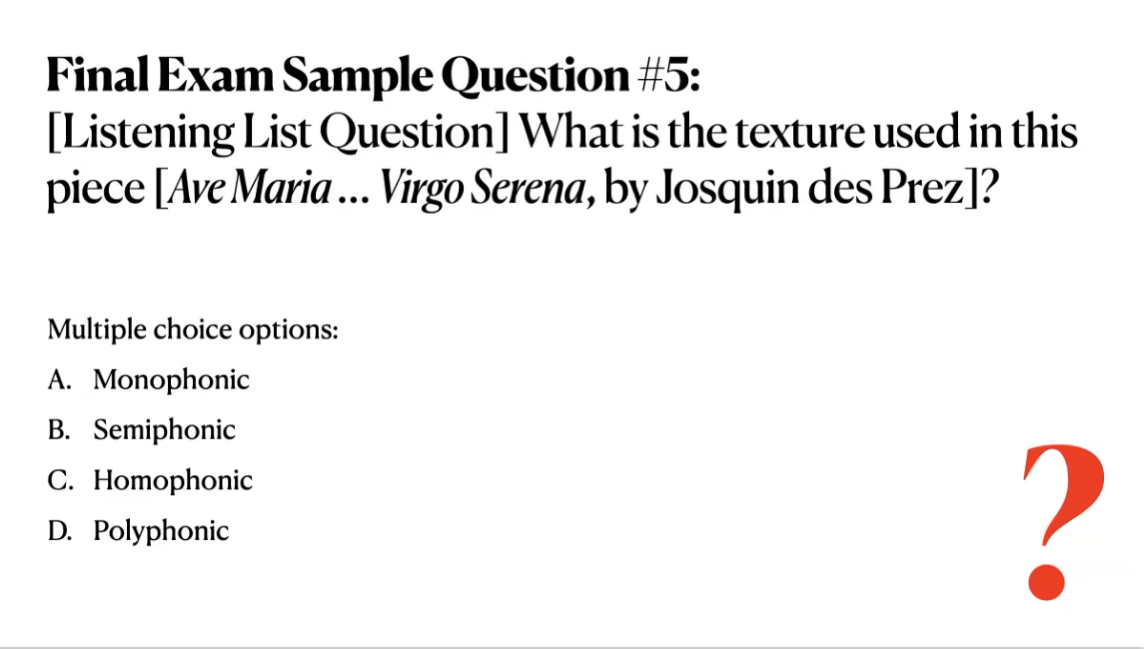 Final Exam Sample Question #5:
[Listening List Question] What is the texture used in this
piece [Ave Maria ... Virgo Serena, by Josquin des Prez]?
Multiple choice options:
A. Monophonic
B. Semiphonic
C. Homophonic
D. Polyphonic
?